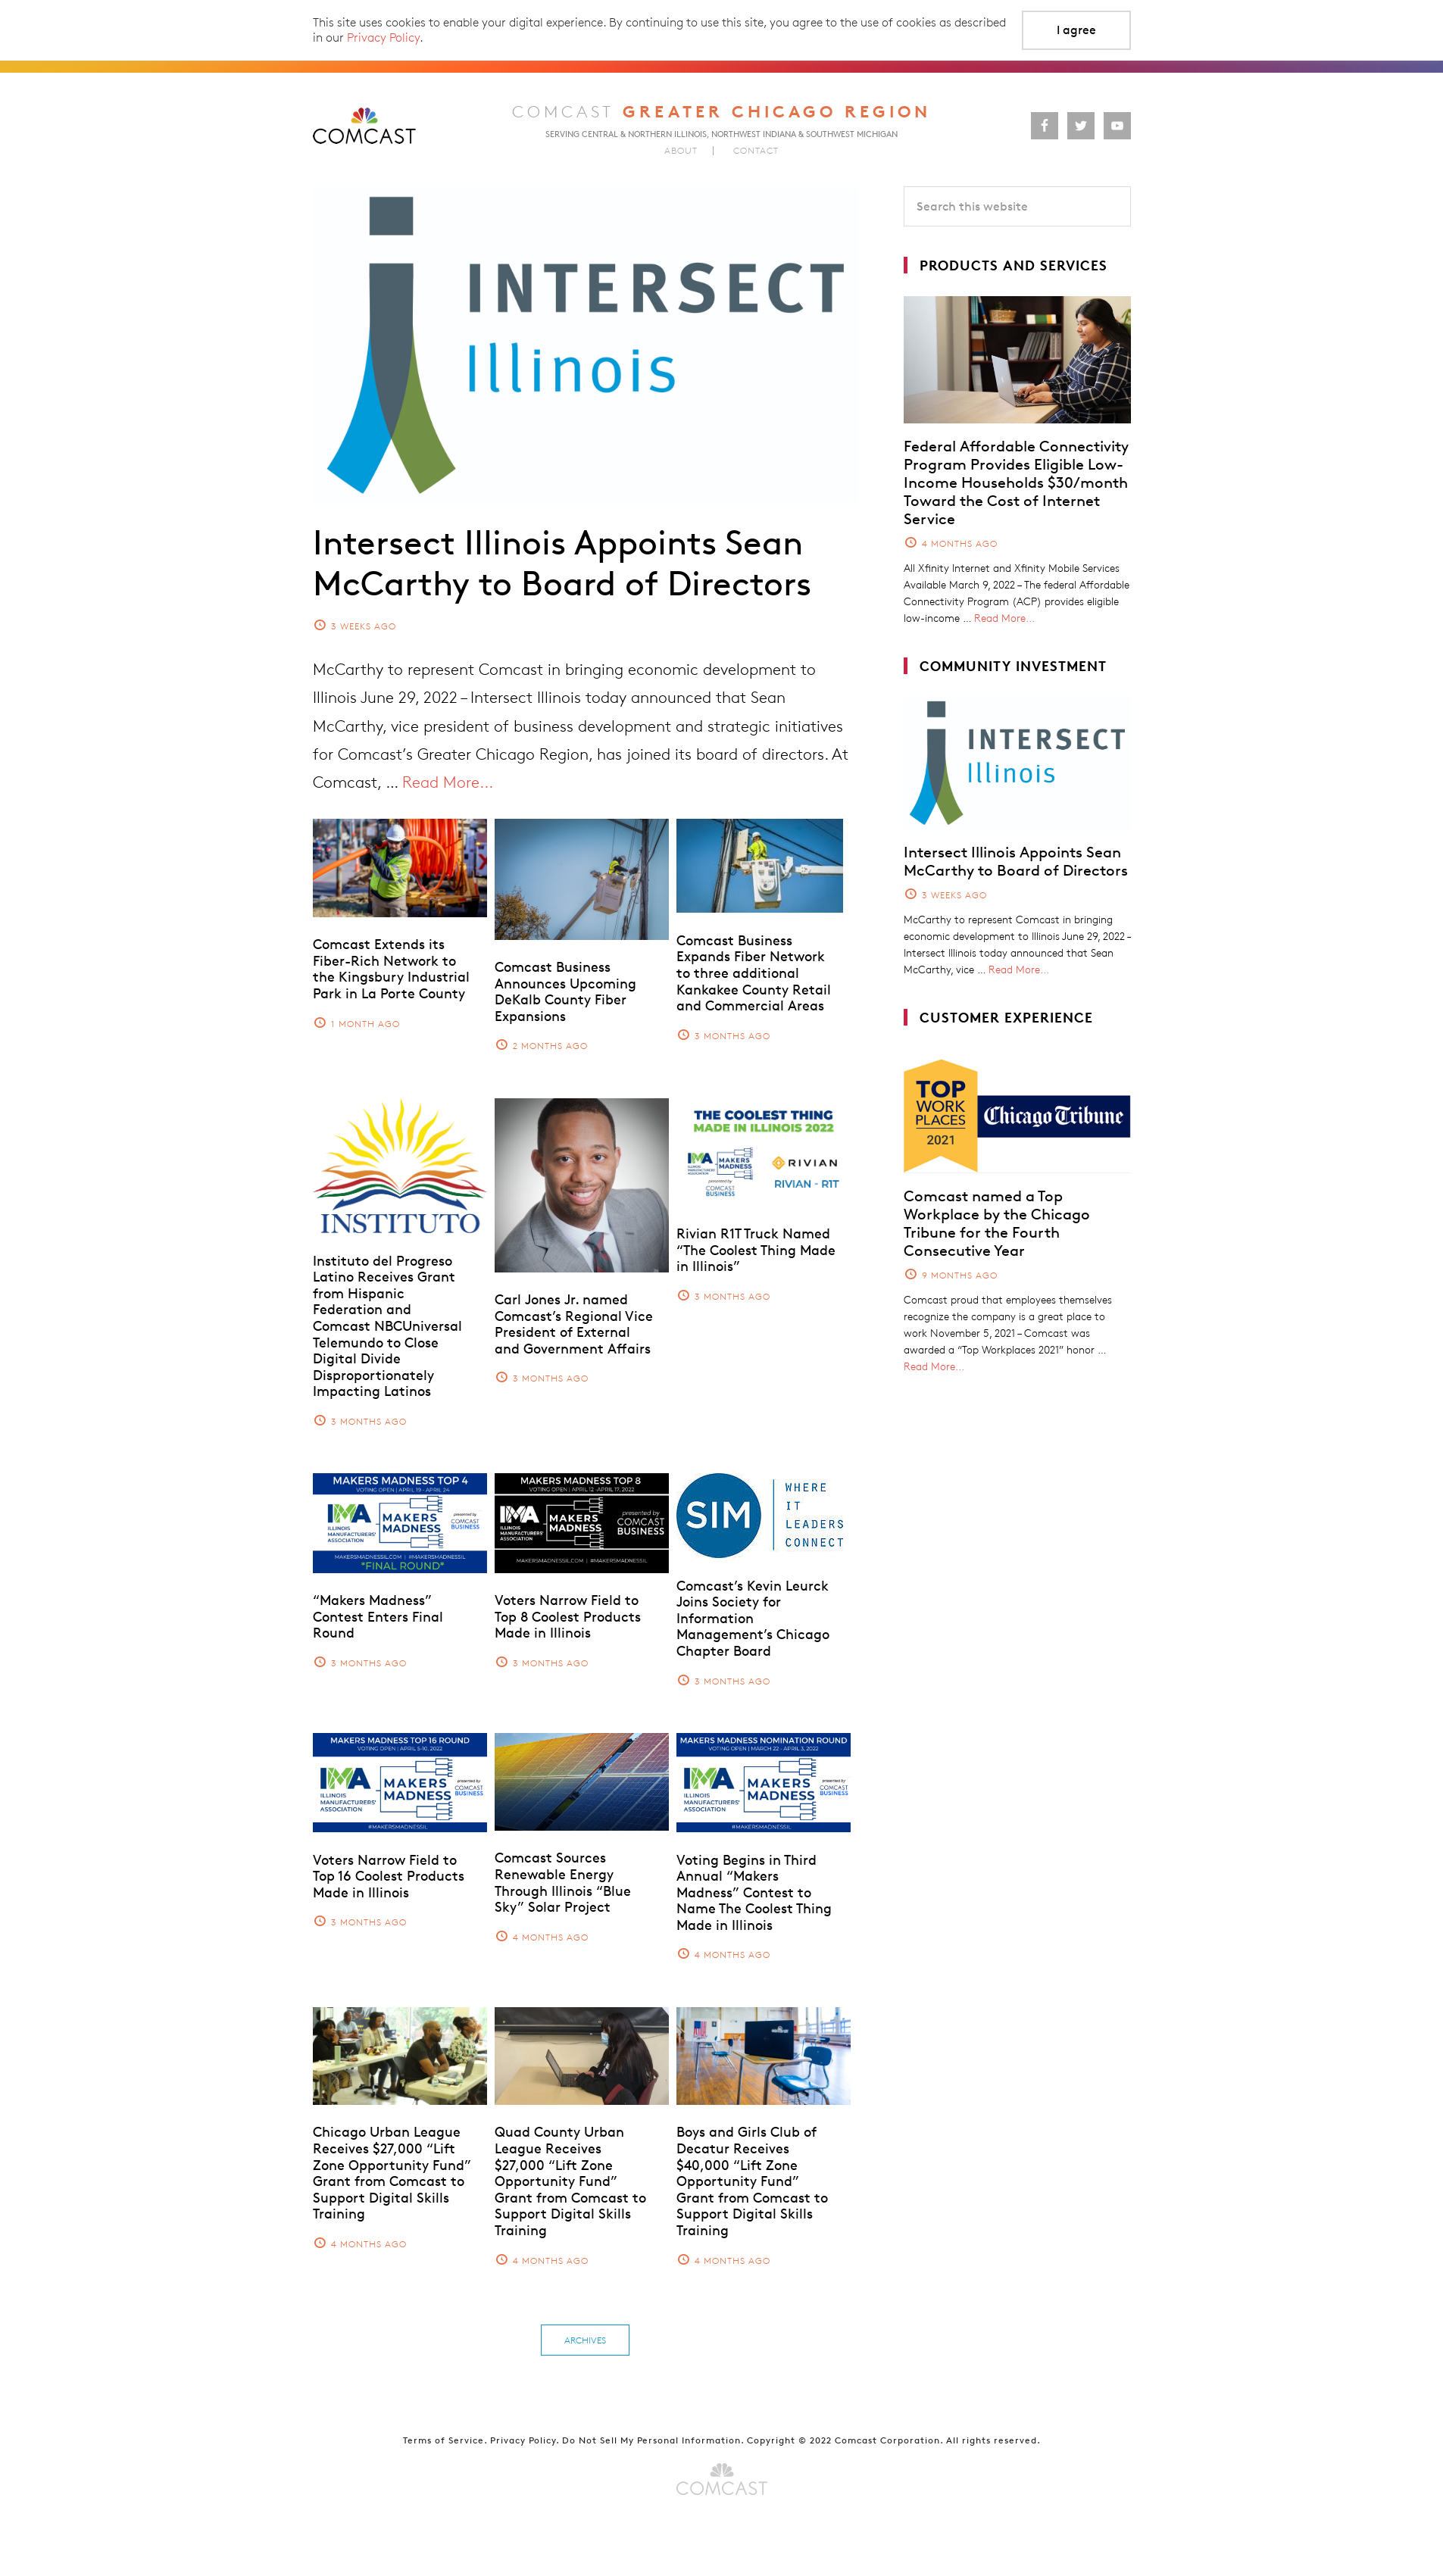 This site uses cookies to enable your digital experience. By continuing to use this site, you agree to the use of cookies as described
in our Privacy Policy.
I agree
COMCAST
COMCAST GREATER CHICAGO REGION
SERVING CENTRAL & NORTHERN ILLINOIS, NORTHWEST INDIANA & SOUTHWEST MICHIGAN
ABOUT | CONTACT
INTERSECT
Illinois
Intersect Illinois Appoints Sean
McCarthy to Board of Directors
3 WEEKS AGO
McCarthy to represent Comcast in bringing economic development to
Illinois June 29, 2022 – Intersect Illinois today announced that Sean
McCarthy, vice president of business development and strategic initiatives
for Comcast’s Greater Chicago Region, has joined its board of directors. At
Comcast, … Read More...
Comcast Extends its
Fiber-Rich Network to
the Kingsbury Industrial
Park in La Porte County
1 MONTH AGO
Comcast Business
Announces Upcoming
DeKalb County Fiber
Expansions
2 MONTHS AGO
Comcast Business
Expands Fiber Network
to three additional
Kankakee County Retail
and Commercial Areas
3 MONTHS AGO
INSTITUTO
Instituto del Progreso
Latino Receives Grant
from Hispanic
Federation and
Comcast NBCUniversal
Telemundo to Close
Digital Divide
Disproportionately
Impacting Latinos
3 MONTHS AGO
Carl Jones Jr. named
Comcast’s Regional Vice
President of External
and Government Affairs
3 MONTHS AGO
THE COOLEST THING
MADE IN ILLINOIS 2022
IMA
MAKERS
MADNESS
ILLINOIS
MANUFACTURERS'
ASSOCIATION
presented by
COMCAST
BUSINESS
RIVIAN
RIVIAN - R1T
Rivian R1T Truck Named
“The Coolest Thing Made
in Illinois”
3 MONTHS AGO
MAKERS MADNESS TOP 4
VOTING OPEN | APRIL 19 - APRIL 24
IMA
ILLINOIS
MANUFACTURERS'
ASSOCIATION
MAKERS
MADNESS
presented by
COMCAST
BUSINESS
MAKERSMADNESSIL.COM | #MAKERSMADNESSIL
*FINAL ROUND*
“Makers Madness”
Contest Enters Final
Round
3 MONTHS AGO
MAKERS MADNESS TOP 8
VOTING OPEN | APRIL 12 -APRIL 17, 2022
IMA
ILLINOIS
MANUFACTURERS'
ASSOCIATION
MAKERS
MADNESS
presented by
COMCAST
BUSINESS
MAKERSMADNESSIL.COM | #MAKERSMADNESSIL
Voters Narrow Field to
Top 8 Coolest Products
Made in Illinois
3 MONTHS AGO
SIM
WHERE
IT
LEADERS
CONNECT
Comcast’s Kevin Leurck
Joins Society for
Information
Management’s Chicago
Chapter Board
3 MONTHS AGO
MAKERS MADNESS TOP 16 ROUND
VOTING OPEN | APRIL 5-10, 2022
IMA
ILLINOIS
MANUFACTURERS'
ASSOCIATION
MAKERS
MADNESS
presented by
COMCAST
BUSINESS
#MAKERSMADNESSIL
Voters Narrow Field to
Top 16 Coolest Products
Made in Illinois
3 MONTHS AGO
Comcast Sources
Renewable Energy
Through Illinois “Blue
Sky” Solar Project
4 MONTHS AGO
MAKERS MADNESS NOMINATION ROUND
VOTING OPEN | MARCH 22 - APRIL 3, 2022
IMA
ILLINOIS
MANUFACTURERS'
ASSOCIATION
MAKERS
MADNESS
presented by
COMCAST
BUSINESS
#MAKERSMADNESSIL
Voting Begins in Third
Annual “Makers
Madness” Contest to
Name The Coolest Thing
Made in Illinois
4 MONTHS AGO
Chicago Urban League
Receives $27,000 “Lift
Zone Opportunity Fund”
Grant from Comcast to
Support Digital Skills
Training
4 MONTHS AGO
Quad County Urban
League Receives
$27,000 “Lift Zone
Opportunity Fund”
Grant from Comcast to
Support Digital Skills
Training
4 MONTHS AGO
Boys and Girls Club of
Decatur Receives
$40,000 “Lift Zone
Opportunity Fund”
Grant from Comcast to
Support Digital Skills
Training
4 MONTHS AGO
ARCHIVES
Search this website
PRODUCTS AND SERVICES
Federal Affordable Connectivity
Program Provides Eligible Low-
Income Households $30/month
Toward the Cost of Internet
Service
4 MONTHS AGO
All Xfinity Internet and Xfinity Mobile Services
Available March 9, 2022 – The federal Affordable
Connectivity Program (ACP) provides eligible
low-income … Read More...
COMMUNITY INVESTMENT
INTERSECT
Illinois
Intersect Illinois Appoints Sean
McCarthy to Board of Directors
3 WEEKS AGO
McCarthy to represent Comcast in bringing
economic development to Illinois June 29, 2022 –
Intersect Illinois today announced that Sean
McCarthy, vice … Read More...
CUSTOMER EXPERIENCE
TOP
WORK
PLACES
2021
Chicago Tribune
Comcast named a Top
Workplace by the Chicago
Tribune for the Fourth
Consecutive Year
9 MONTHS AGO
Comcast proud that employees themselves
recognize the company is a great place to
work November 5, 2021 – Comcast was
awarded a “Top Workplaces 2021” honor …
Read More...
Terms of Service. Privacy Policy. Do Not Sell My Personal Information. Copyright © 2022 Comcast Corporation. All rights reserved.
COMCAST